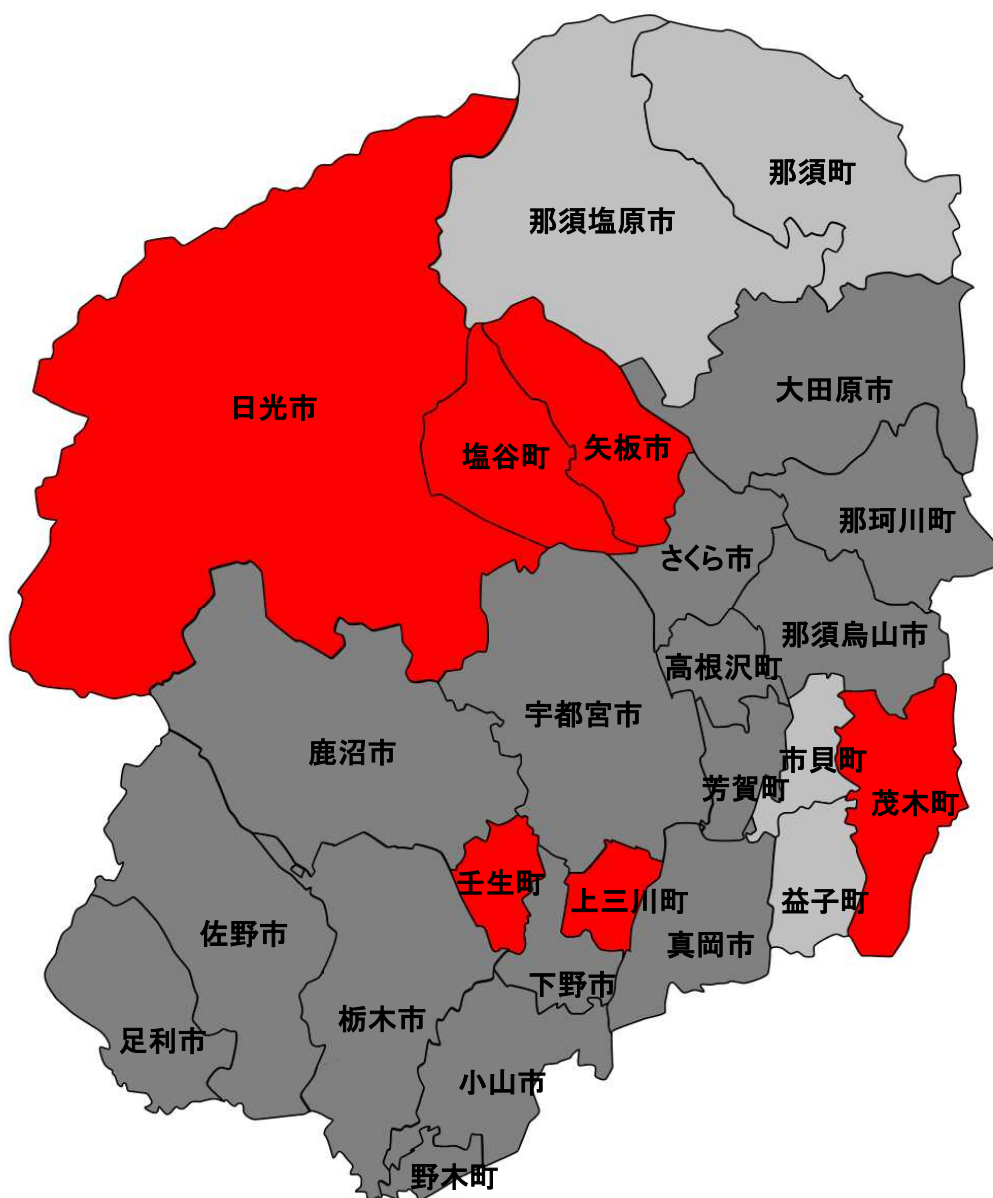 那須町
那須塩原市
大田原市
日光市
塩谷町
矢板市
那珂川町
さくら市
那須烏山市
高根沢町
宇都宮市
鹿沼市
市貝町
芳賀町
茂木町
壬生町
上三川町
益子町
佐野市
真岡市
下野市
栃木市
足利市
小山市
野木町